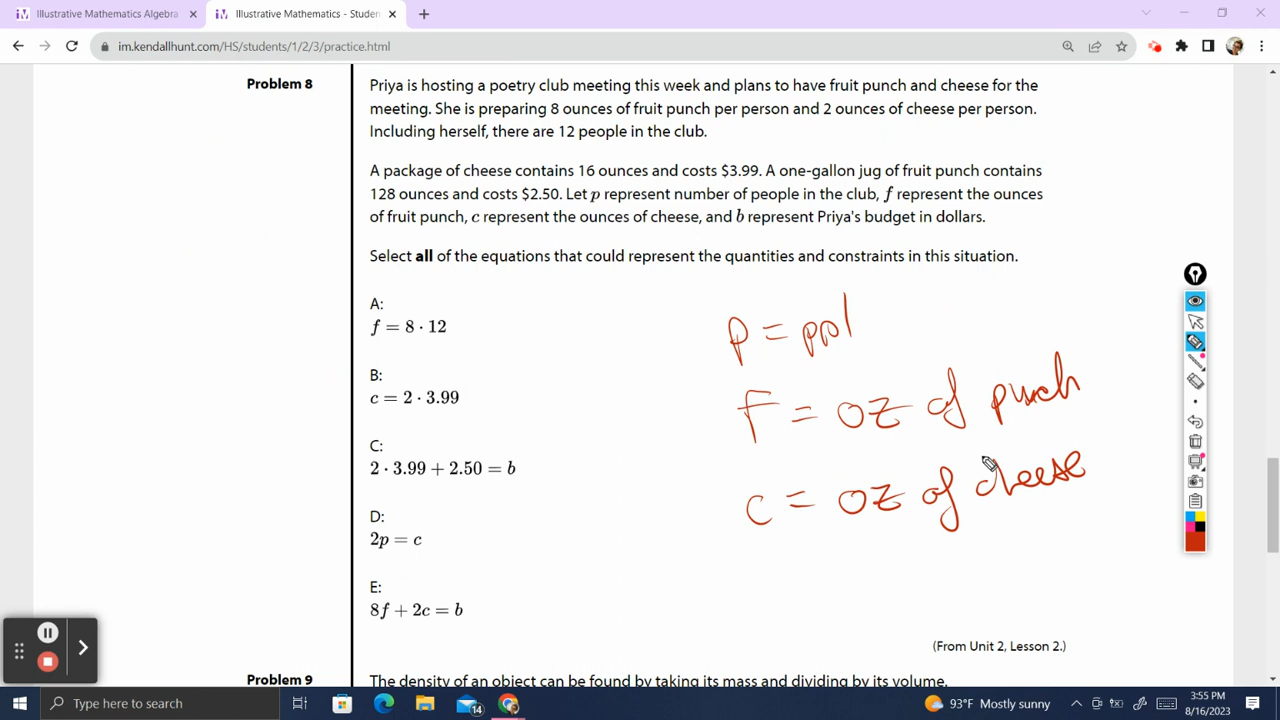 Illustrative Mathematics Algebra
Illustrative Mathematics - Studen
im.kendallhunt.com/HS/students/1/2/3/practice.html
Problem 8
Priya is hosting a poetry club meeting this week and plans to have fruit punch and cheese for the
meeting. She is preparing 8 ounces of fruit punch per person and 2 ounces of cheese per person.
Including herself, there are 12 people in the club.
A package of cheese contains 16 ounces and costs $3.99. A one-gallon jug of fruit punch contains
128 ounces and costs $2.50. Let p represent number of people in the club, f represent the ounces
of fruit punch, c represent the ounces of cheese, and b represent Priya's budget in dollars.
Select all of the equations that could represent the quantities and constraints in this situation.
A:
f = 8 · 12
B:
c = 2 · 3.99
C:
2 · 3.99 + 2.50 = b
D:
2p = c
E:
8f + 2c = b
p = ppl
F = oz of punch
c = oz of cheese
(From Unit 2, Lesson 2.)
Problem 9
The density of an object can be found by taking its mass and dividing by its volume.
Type here to search
14
93°F Mostly sunny
3:55 PM
8/16/2023